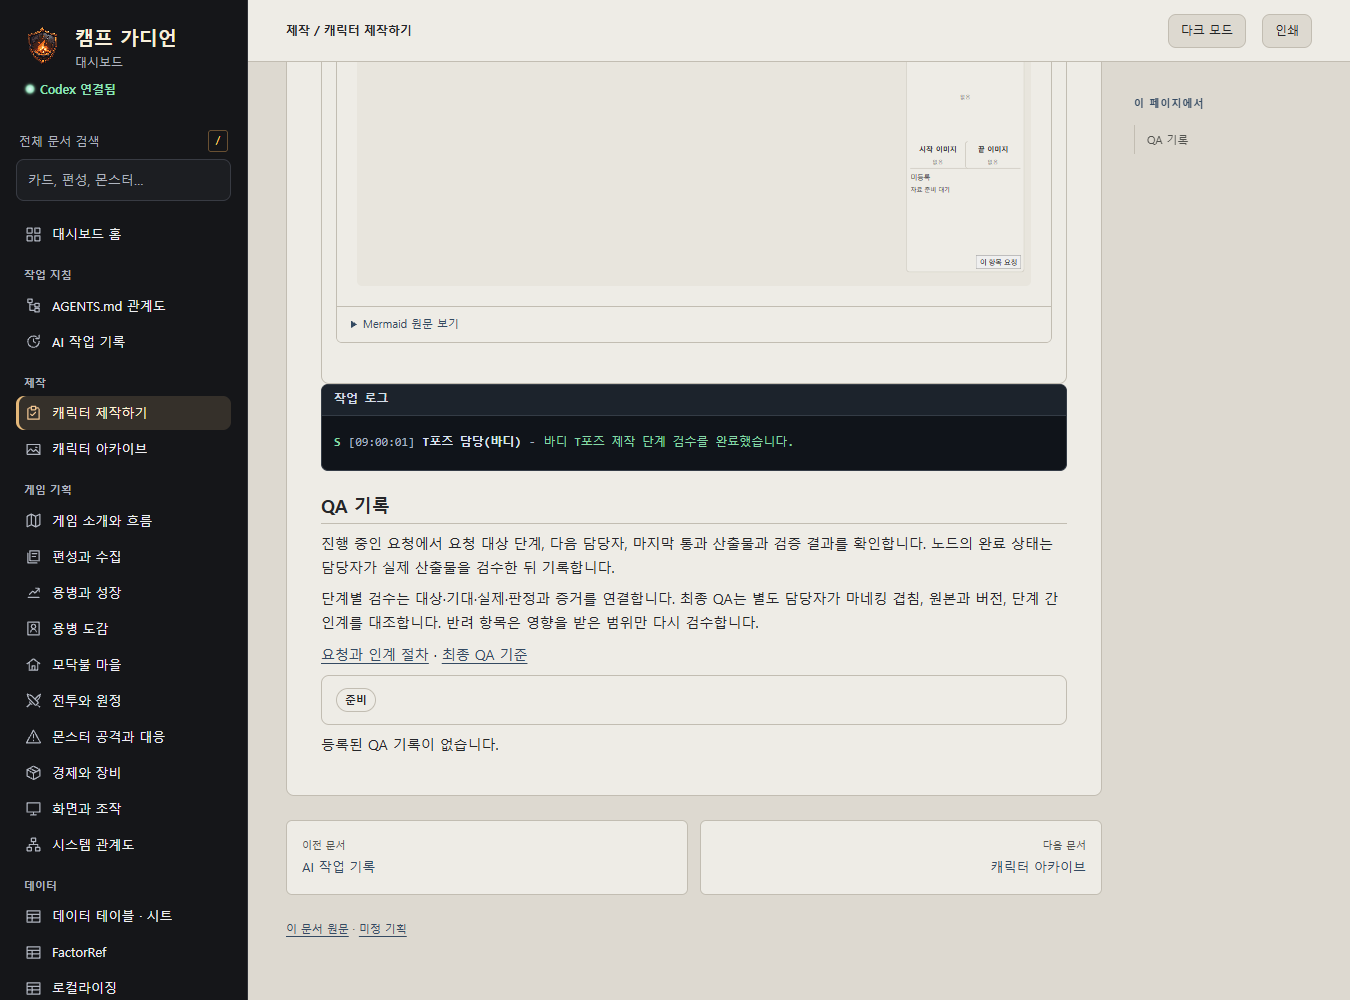 캠프 가디언
대시보드
Codex 연결됨
전체 문서 검색
/
카드, 편성, 몬스터...
대시보드 홈
작업 지침
AGENTS.md 관계도
AI 작업 기록
제작
캐릭터 제작하기
캐릭터 아카이브
게임 기획
게임 소개와 흐름
편성과 수집
용병과 성장
용병 도감
모닥불 마을
전투와 원정
몬스터 공격과 대응
경제와 장비
화면과 조작
시스템 관계도
데이터
데이터 테이블 · 시트
FactorRef
로컬라이징
제작 / 캐릭터 제작하기
다크 모드
인쇄
시작 이미지
끝 이미지
미등록
자료 준비 대기
이 항목 요청
Mermaid 원문 보기
작업 로그
S [09:00:01] T포즈 담당(바디) - 바디 T포즈 제작 단계 검수를 완료했습니다.
QA 기록
진행 중인 요청에서 요청 대상 단계, 다음 담당자, 마지막 통과 산출물과 검증 결과를 확인합니다. 노드의 완료 상태는
담당자가 실제 산출물을 검수한 뒤 기록합니다.
단계별 검수는 대상·기대·실제·판정과 증거를 연결합니다. 최종 QA는 별도 담당자가 마네킹 겹침, 원본과 버전, 단계 간
인계를 대조합니다. 반려 항목은 영향을 받은 범위만 다시 검수합니다.
요청과 인계 절차 · 최종 QA 기준
준비
등록된 QA 기록이 없습니다.
이전 문서
AI 작업 기록
다음 문서
캐릭터 아카이브
이 문서 원문 · 미정 기획
이 페이지에서
QA 기록